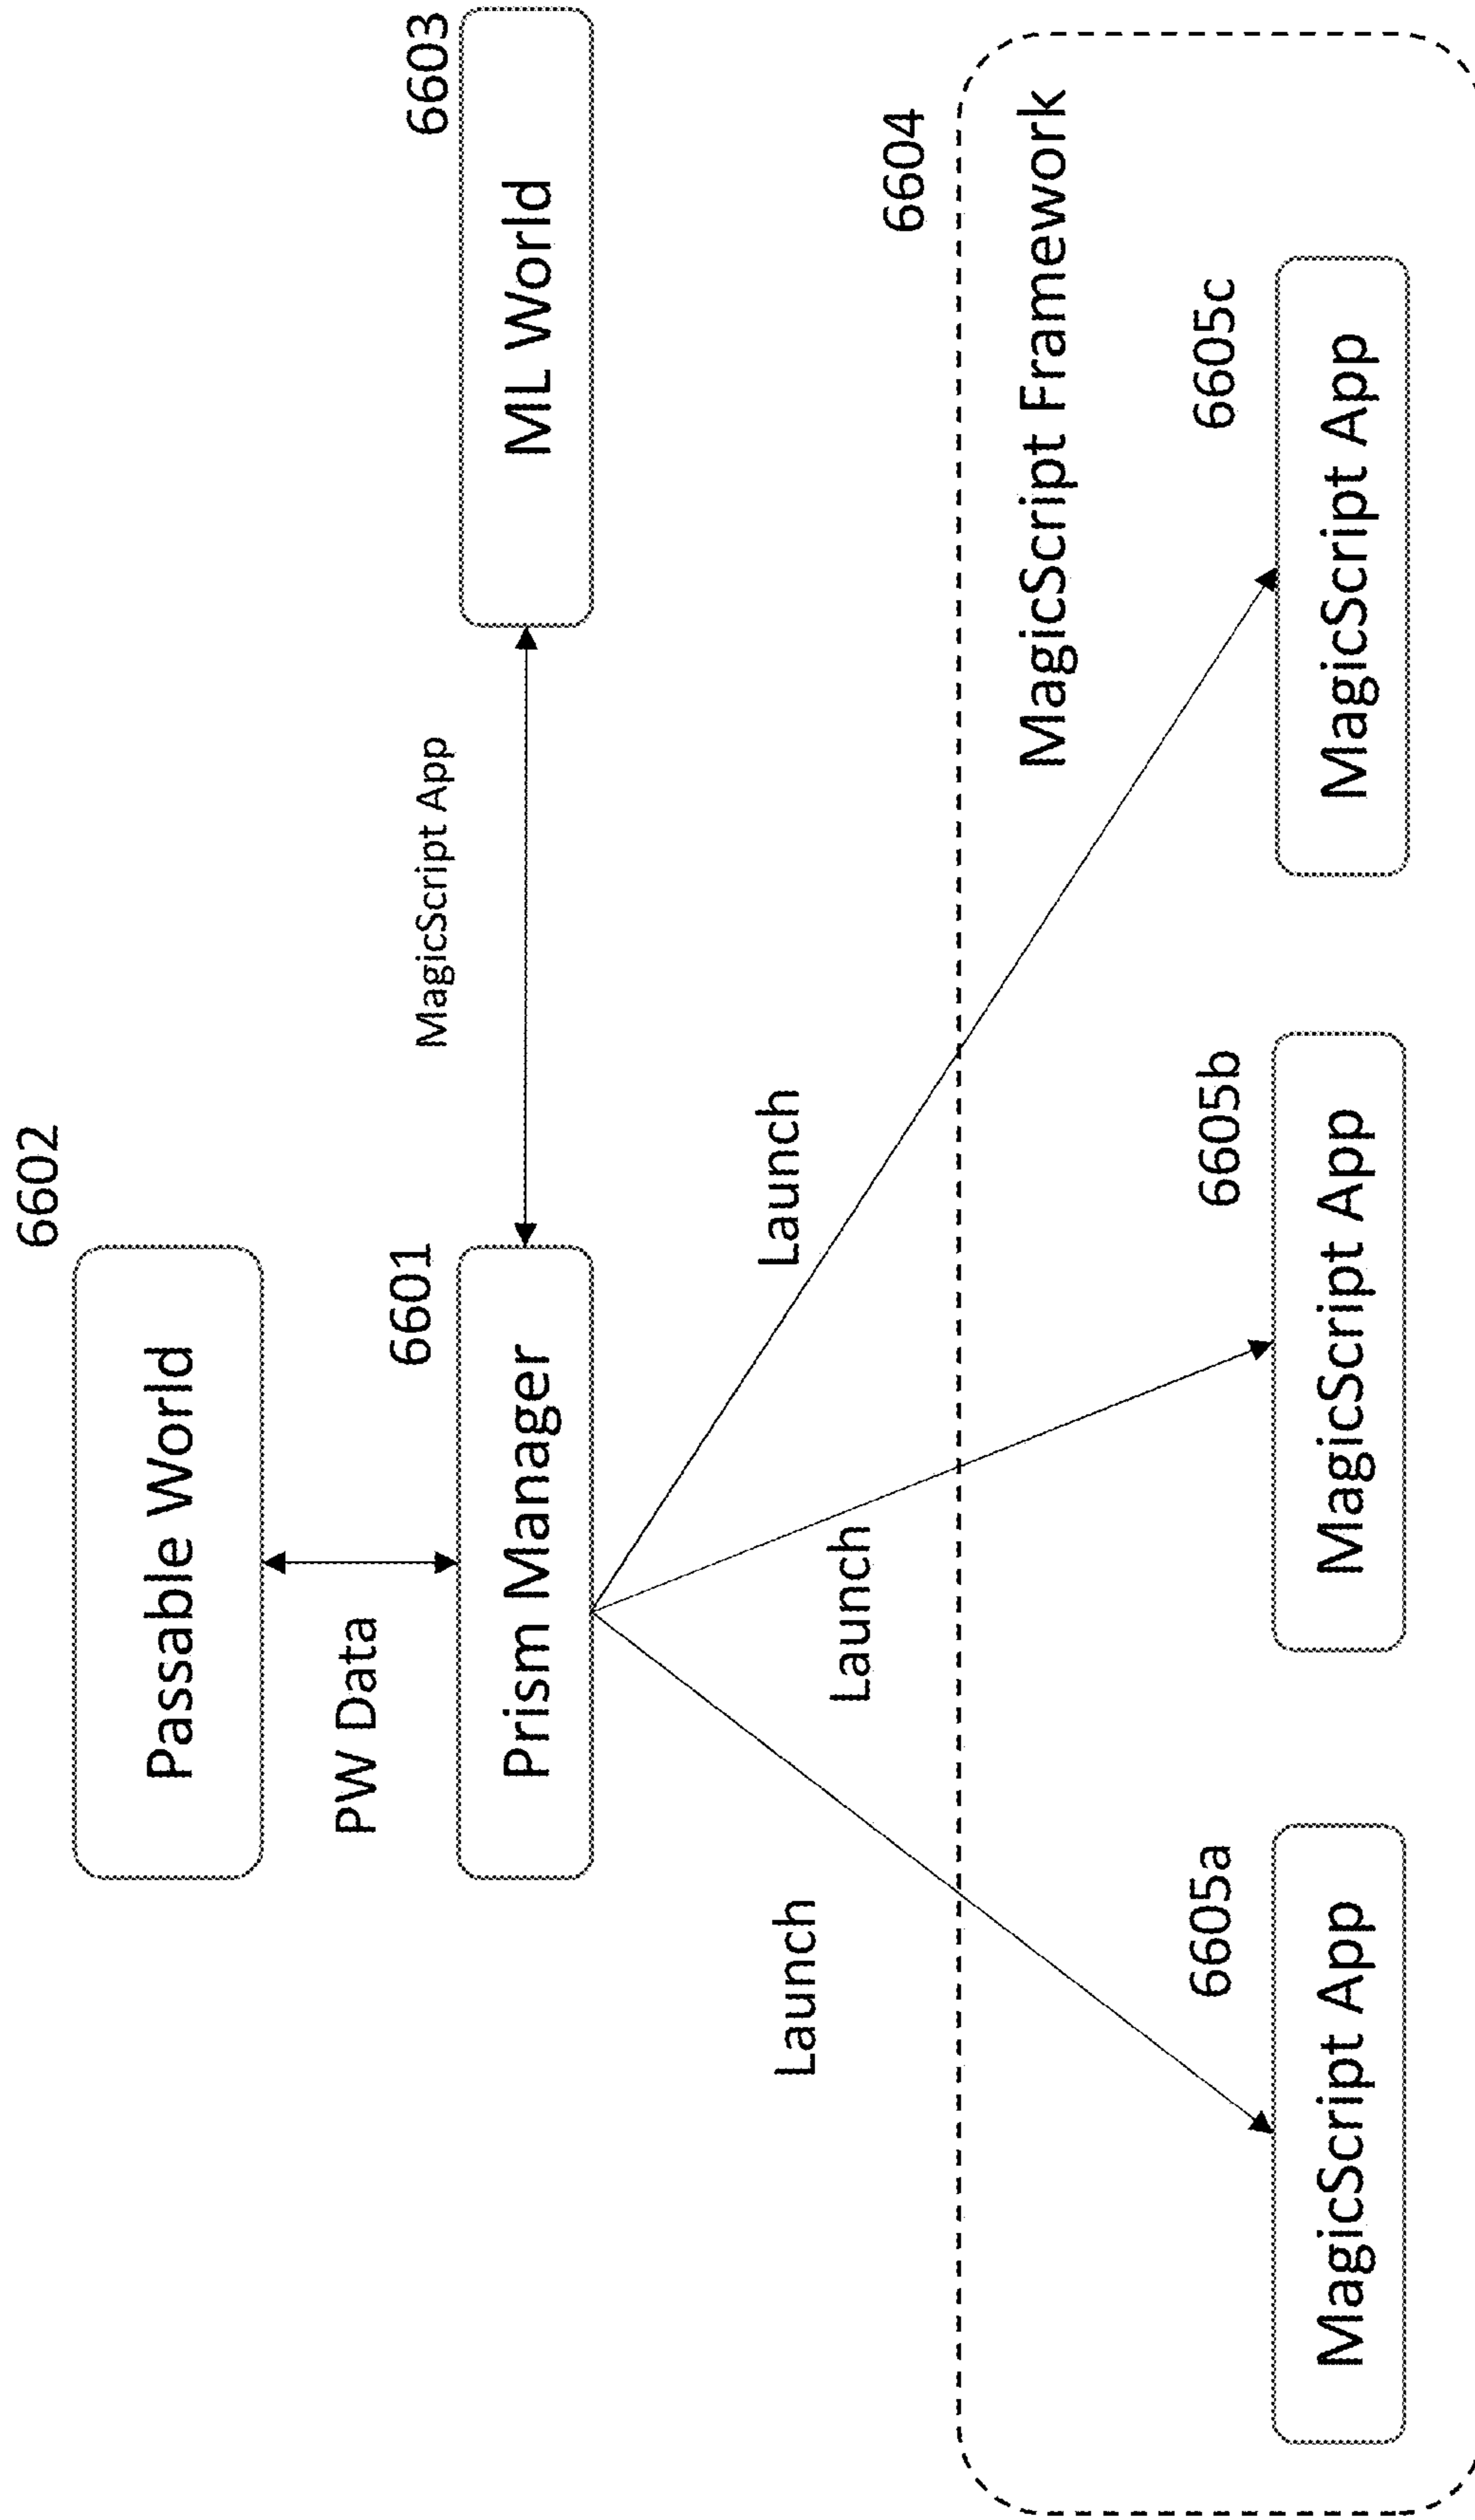 6602
Passable World
PW Data
6601
6603
Prism Manager
MagicScript App
ML World
Launch
Launch
Launch
6604
MagicScript Framework
6605a
6605b
6605c
MagicScript App
MagicScript App
MagicScript App